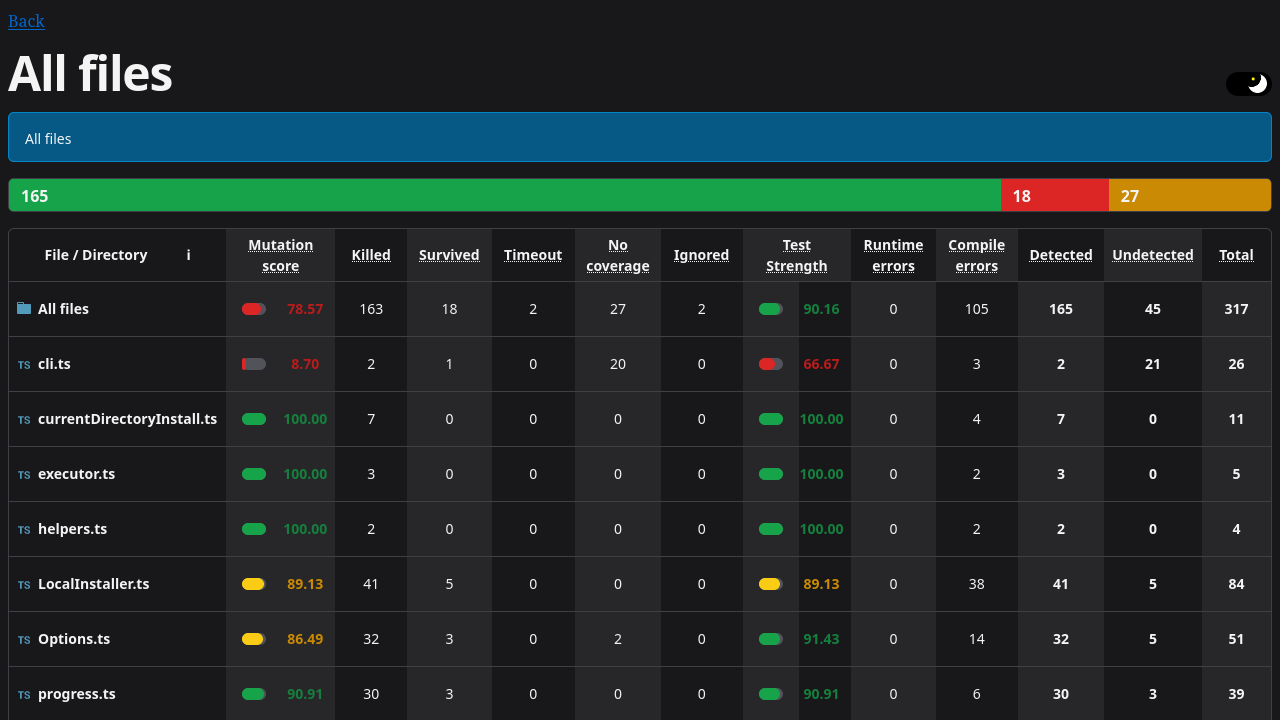 Back
All files
All files
165 18 27
File / Directory i Mutation score Killed Survived Timeout No coverage Ignored Test Strength Runtime errors Compile errors Detected Undetected Total
All files 78.57 163 18 2 27 2 90.16 0 105 165 45 317
TS cli.ts 8.70 2 1 0 20 0 66.67 0 3 2 21 26
TS currentDirectoryInstall.ts 100.00 7 0 0 0 0 100.00 0 4 7 0 11
TS executor.ts 100.00 3 0 0 0 0 100.00 0 2 3 0 5
TS helpers.ts 100.00 2 0 0 0 0 100.00 0 2 2 0 4
TS LocalInstaller.ts 89.13 41 5 0 0 0 89.13 0 38 41 5 84
TS Options.ts 86.49 32 3 0 2 0 91.43 0 14 32 5 51
TS progress.ts 90.91 30 3 0 0 0 90.91 0 6 30 3 39